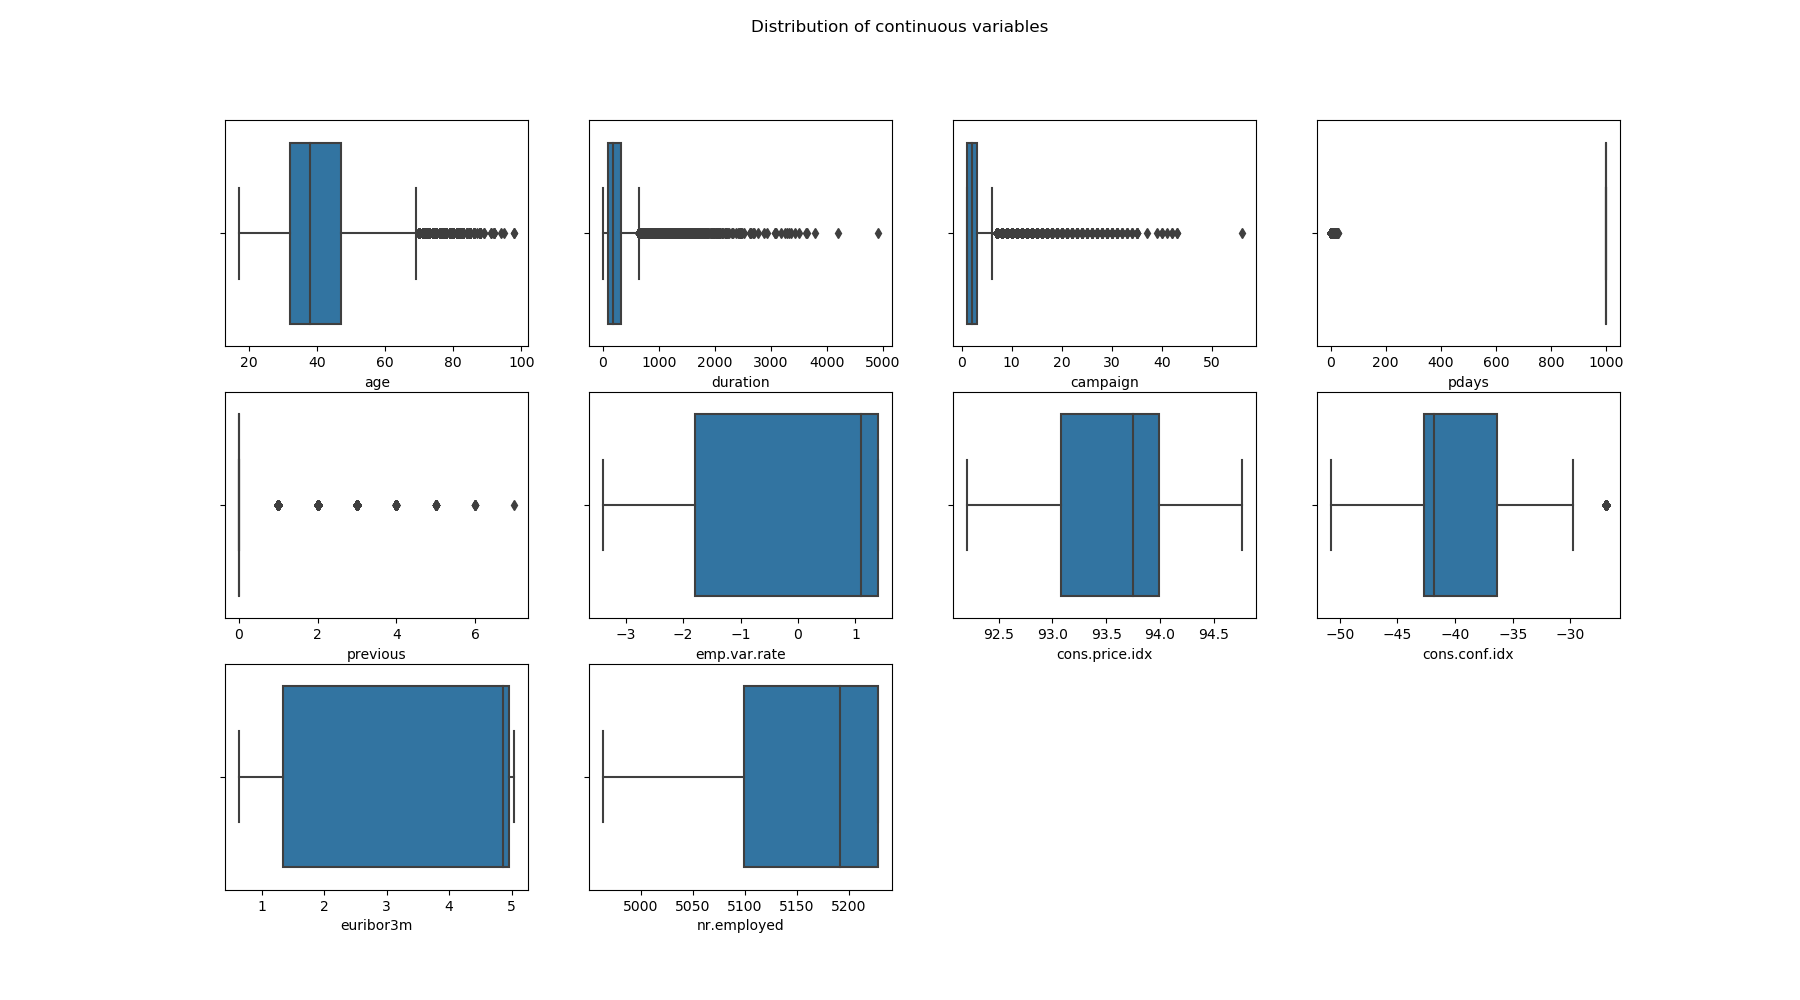 Distribution of continuous variables
20 40 60 80 100
age
0 1000 2000 3000 4000 5000
duration
0 10 20 30 40 50
campaign
0 200 400 600 800 1000
pdays
0 2 4 6
previous
−3 −2 −1 0 1
emp.var.rate
92.5 93.0 93.5 94.0 94.5
cons.price.idx
−50 −45 −40 −35 −30
cons.conf.idx
1 2 3 4 5
euribor3m
5000 5050 5100 5150 5200
nr.employed